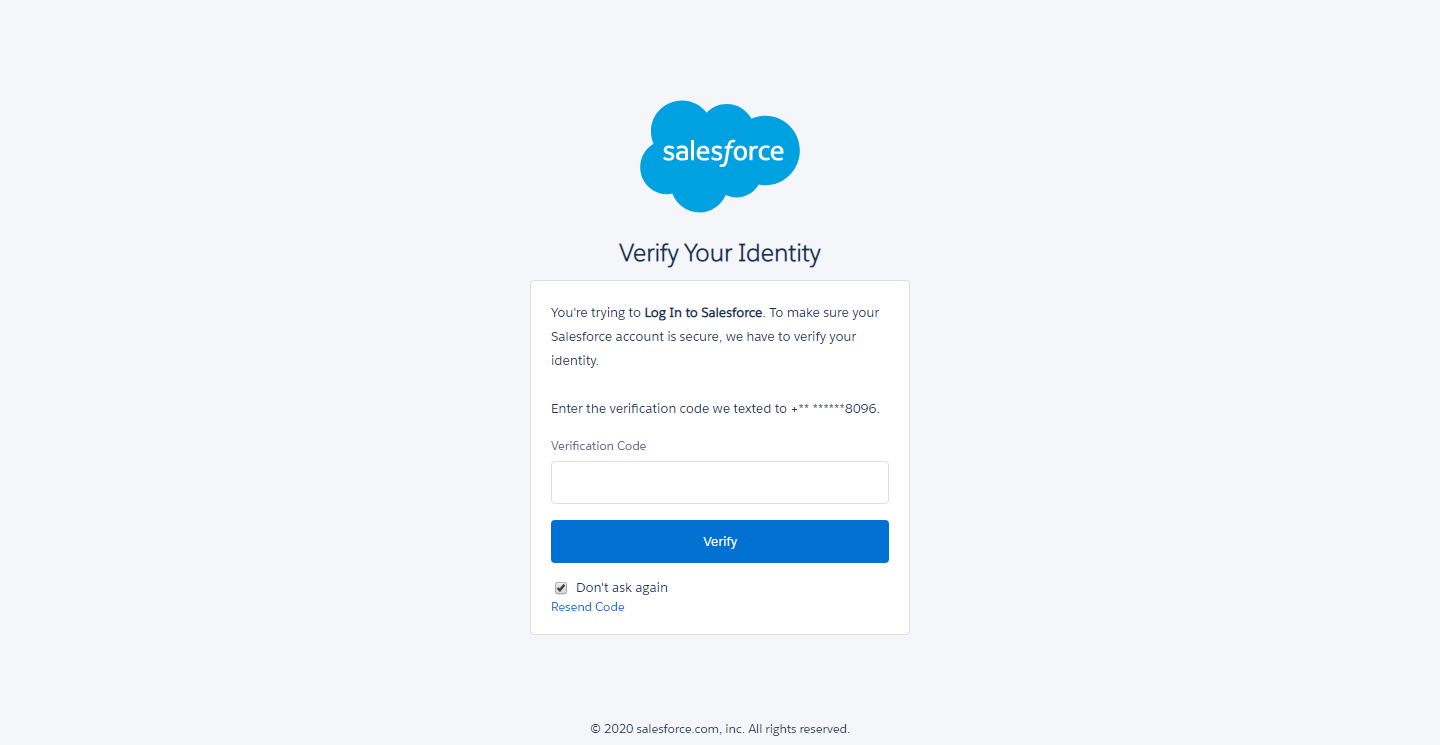 salesforce
Verify Your Identity
You're trying to Log In to Salesforce. To make sure your
Salesforce account is secure, we have to verify your
identity.
Enter the verification code we texted to +** ******8096.
Verification Code
Verify
Don't ask again
Resend Code
© 2020 salesforce.com, inc. All rights reserved.